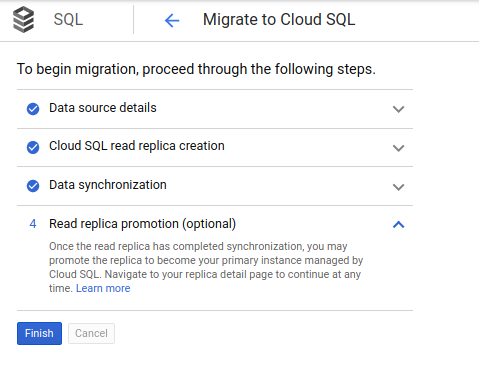 SQL
Migrate to Cloud SQL
To begin migration, proceed through the following steps.
Data source details
Cloud SQL read replica creation
Data synchronization
4 Read replica promotion (optional)
Once the read replica has completed synchronization, you may
promote the replica to become your primary instance managed by
Cloud SQL. Navigate to your replica detail page to continue at any
time. Learn more
Finish Cancel